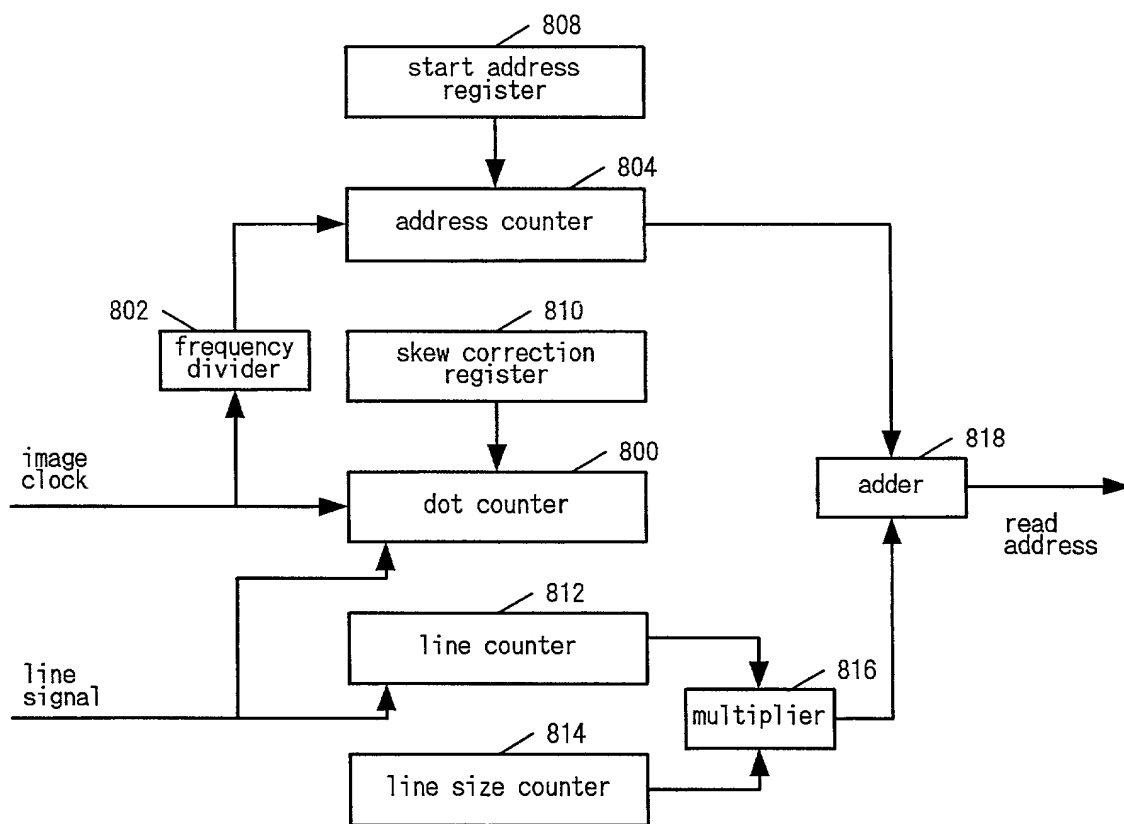 808
start address
register
804
address counter
802
frequency
divider
810
skew correction
register
image
clock
800
dot counter
818
adder
read
address
812
line counter
line
signal
816
multiplier
814
line size counter